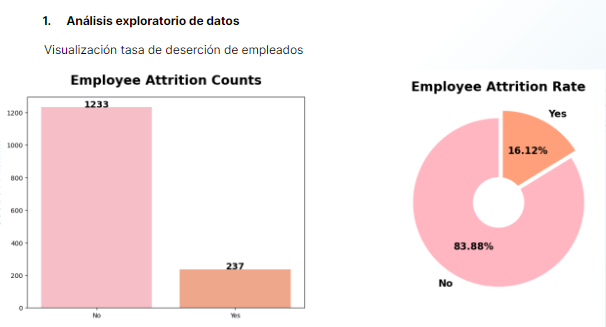 1. Análisis exploratorio de datos
Visualización tasa de deserción de empleados
Employee Attrition Counts
1233
1200
1000
800
600
400
237
200
0
No
Yes
Employee Attrition Rate
Yes
16.12%
83.88%
No